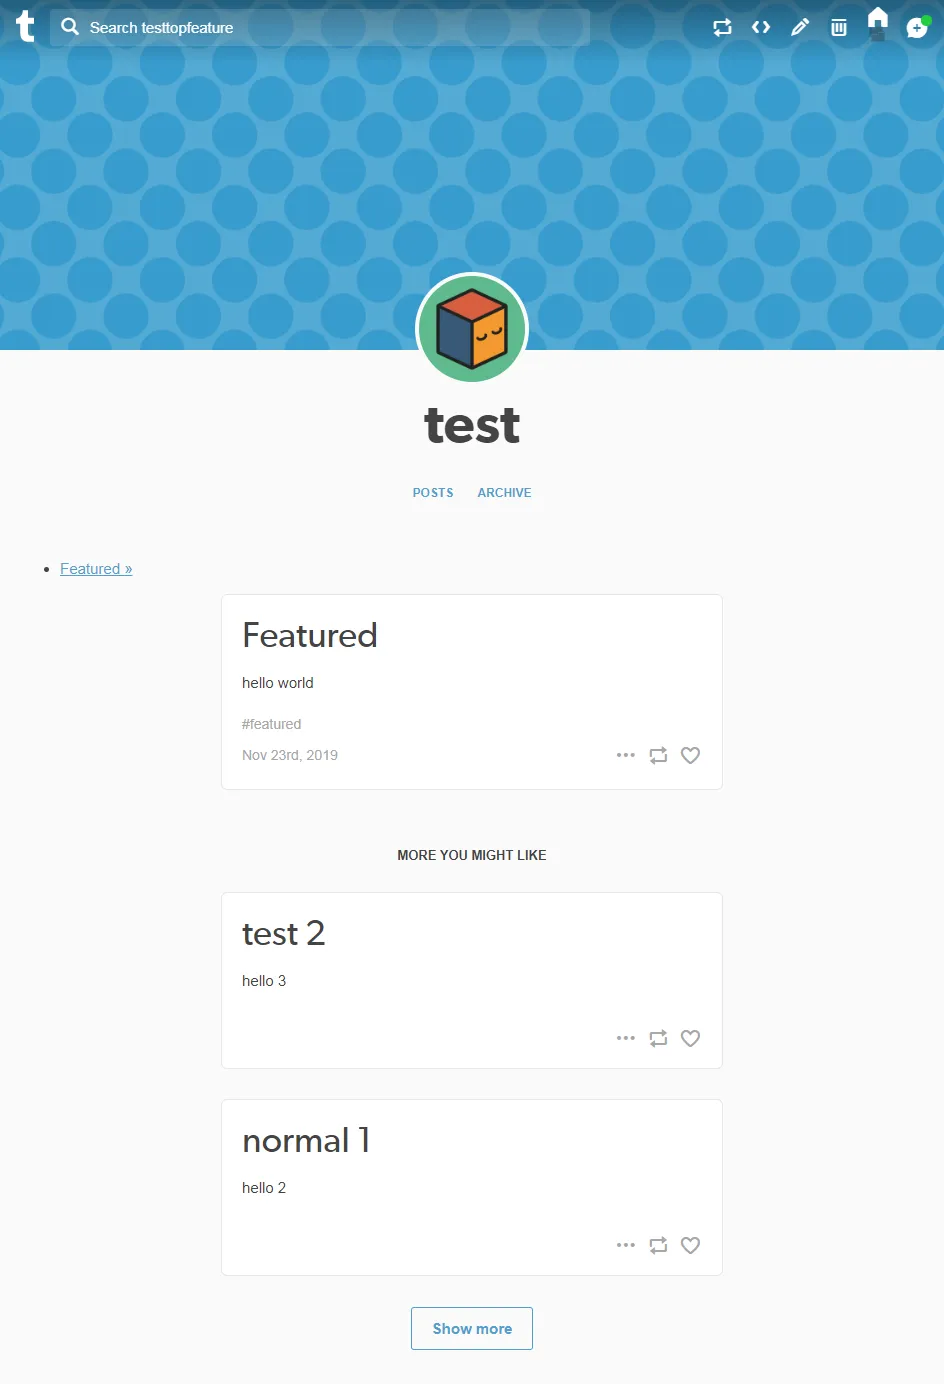 t
Search testtopfeature
test
POSTS ARCHIVE
Featured »
Featured
hello world
#featured
Nov 23rd, 2019
MORE YOU MIGHT LIKE
test 2
hello 3
normal 1
hello 2
Show more